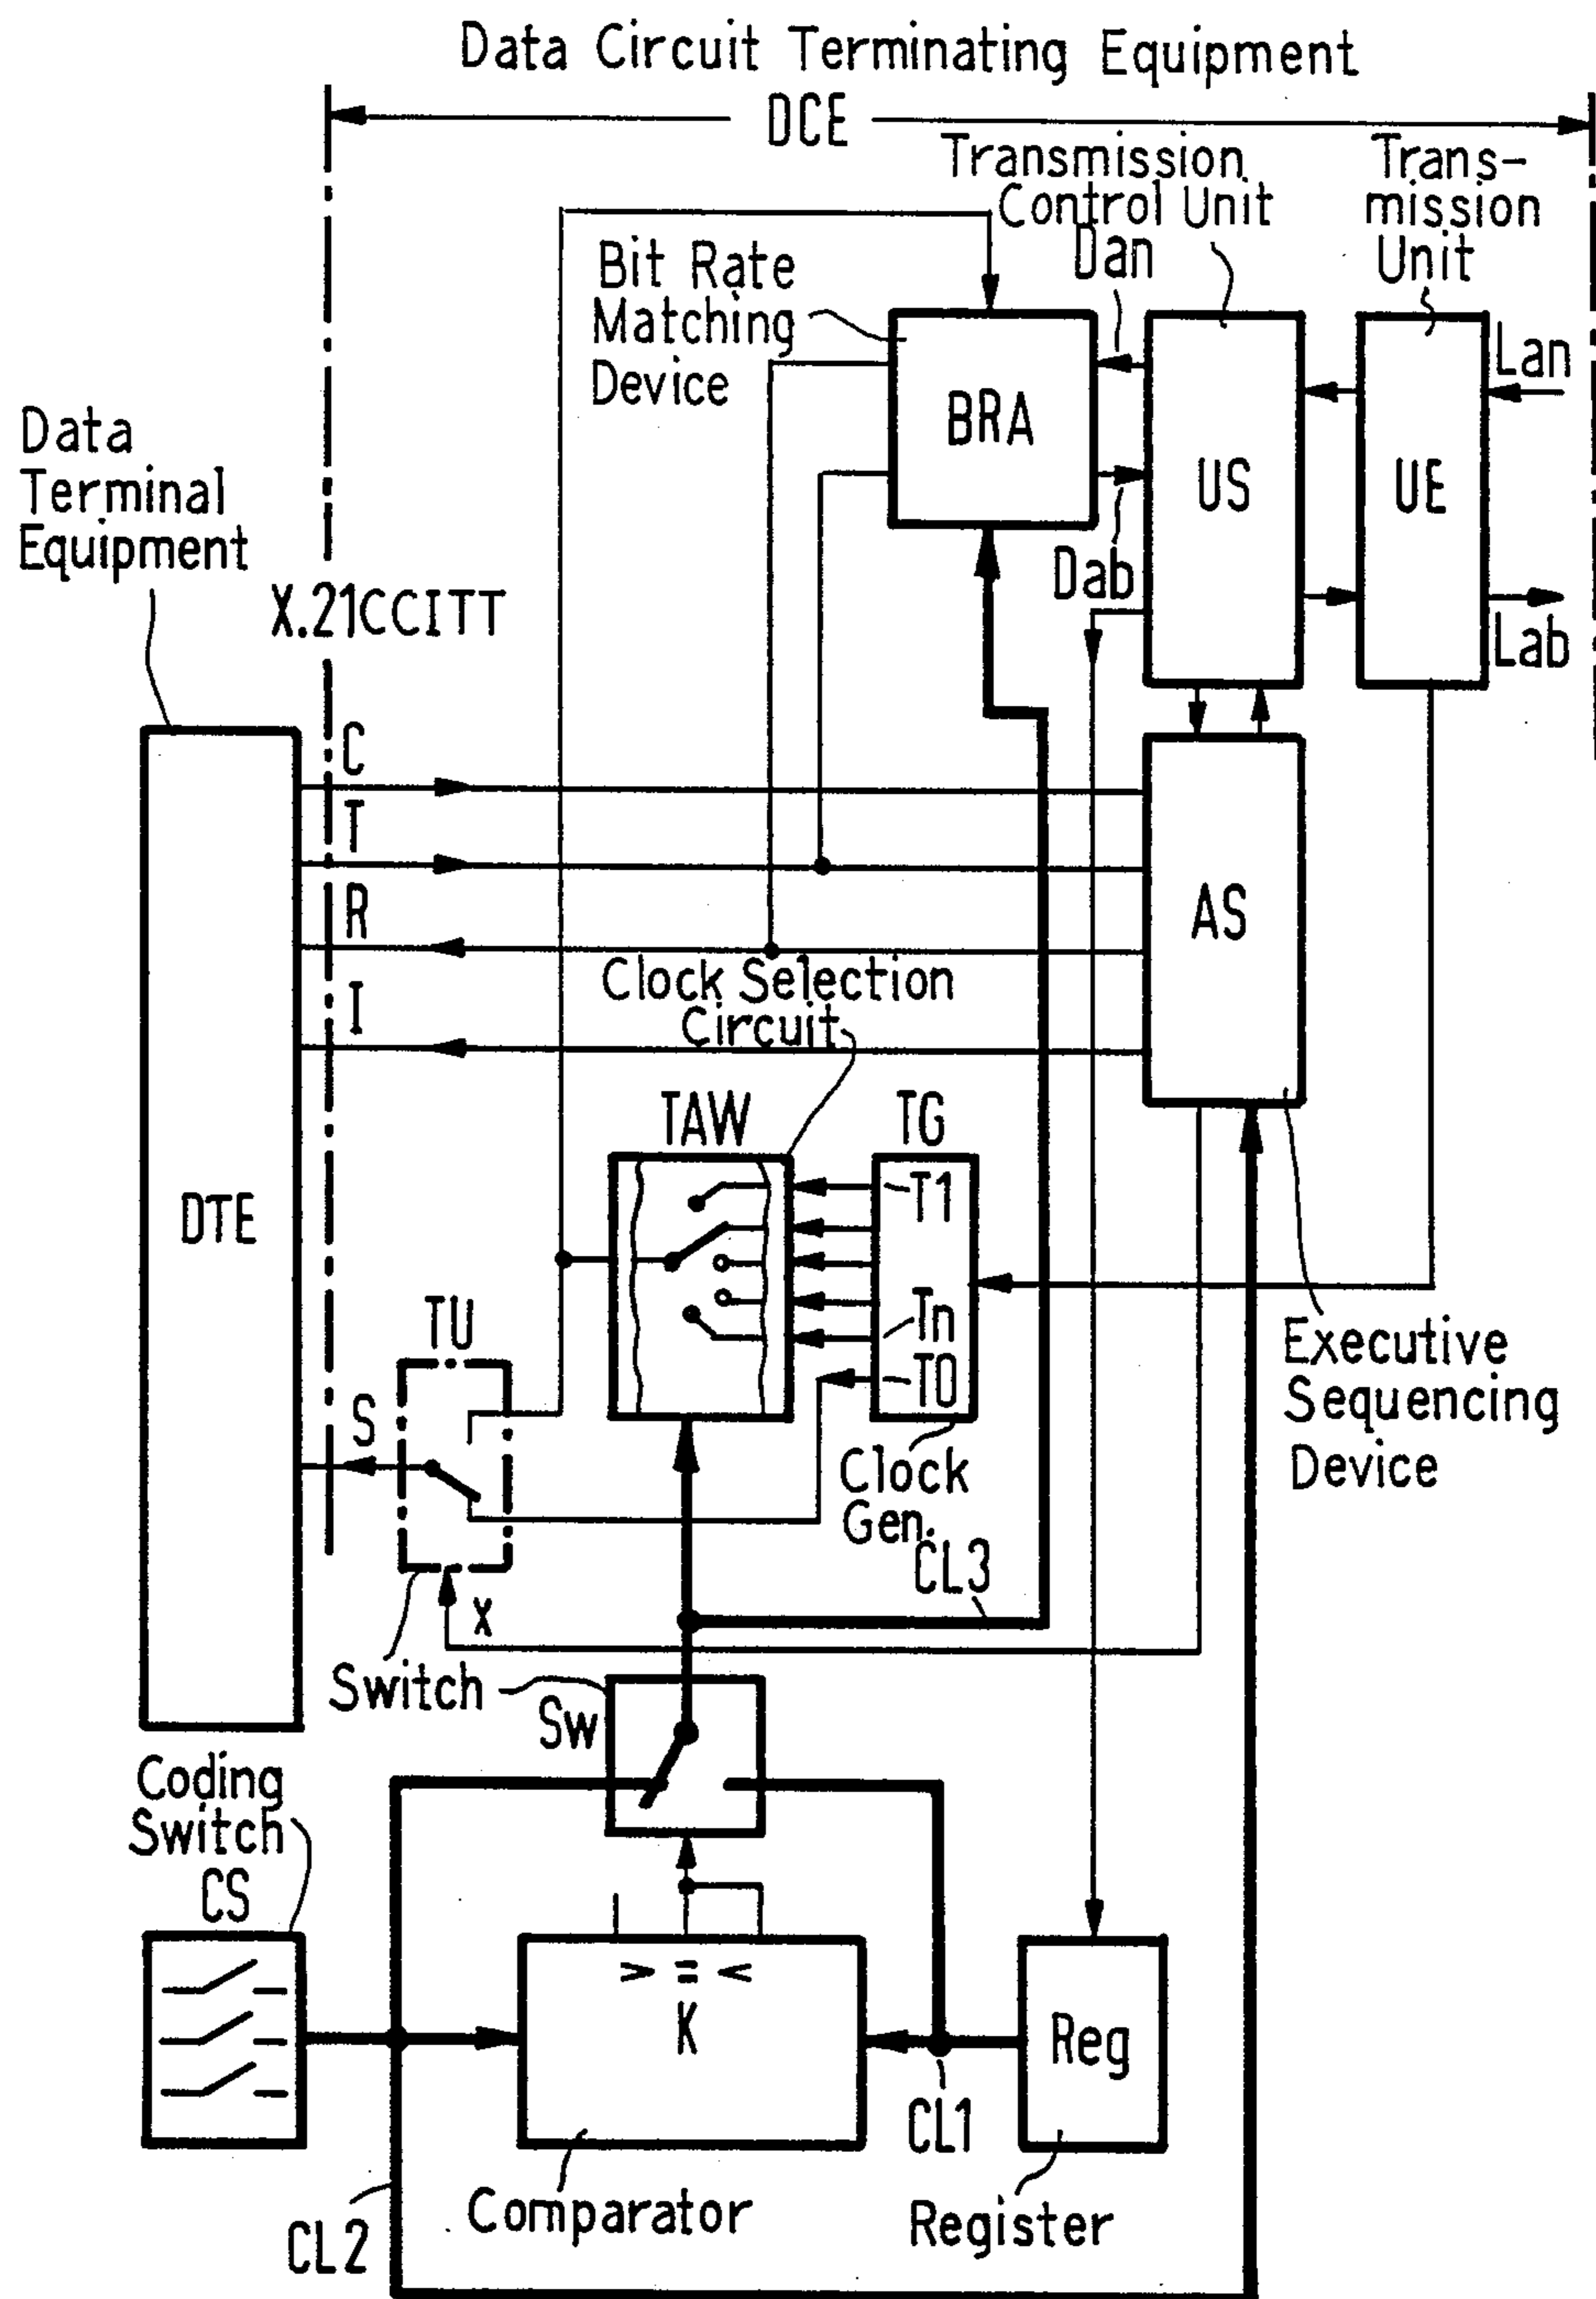 Data Circuit Terminating Equipment
DCE
Transmission
Control Unit
Trans-
mission
Unit
Dan
Bit Rate
Matching
Device
Lan
BRA
US
UE
Data
Terminal
Equipment
Dab
X.21CCITT
Lab
C
T
R
AS
Clock Selection
Circuit
I
TAW
TG
T1
DTE
Tn
T0
TU
Executive
Sequencing
Device
S
Clock
Gen.
CL3
x
Switch
Sw
Coding
Switch
CS
> = <
K
Reg
CL1
Comparator
Register
CL2